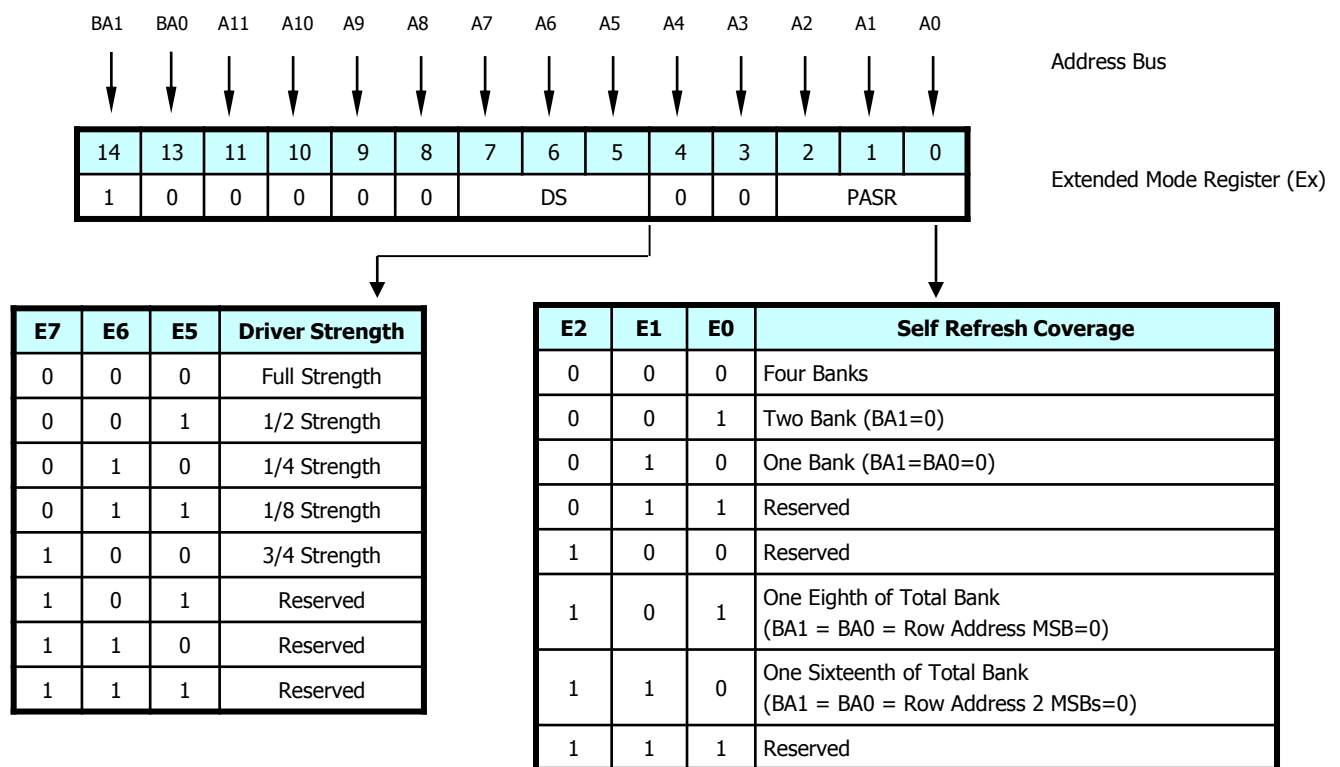 BA1 BA0 A11 A10 A9 A8 A7 A6 A5 A4 A3 A2 A1 A0
Address Bus
14 13 11 10 9 8 7 6 5 4 3 2 1 0
1 0 0 0 0 0 DS 0 0 PASR
Extended Mode Register (Ex)
E7 E6 E5 Driver Strength
0 0 0 Full Strength
0 0 1 1/2 Strength
0 1 0 1/4 Strength
0 1 1 1/8 Strength
1 0 0 3/4 Strength
1 0 1 Reserved
1 1 0 Reserved
1 1 1 Reserved
E2 E1 E0 Self Refresh Coverage
0 0 0 Four Banks
0 0 1 Two Bank (BA1=0)
0 1 0 One Bank (BA1=BA0=0)
0 1 1 Reserved
1 0 0 Reserved
1 0 1 One Eighth of Total Bank
(BA1 = BA0 = Row Address MSB=0)
1 1 0 One Sixteenth of Total Bank
(BA1 = BA0 = Row Address 2 MSBs=0)
1 1 1 Reserved